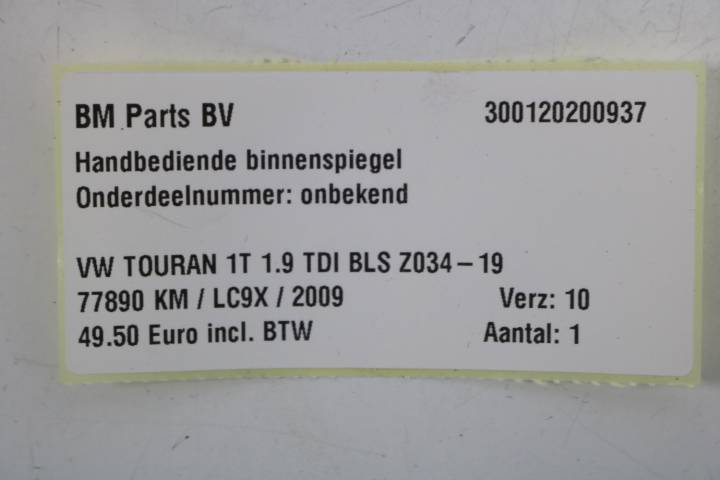 BM Parts BV 300120200937
Handbediende binnenspiegel
Onderdeelnummer: onbekend
VW TOURAN 1T 1.9 TDI BLS Z034-19
77890 KM / LC9X / 2009 Verz: 10
49.50 Euro incl. BTW Aantal: 1